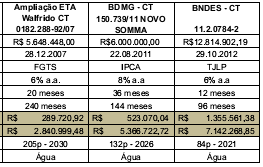 Ampliação ETA Walfrido CT 0182.288-92/07 | BDMG - CT 150.739/11 NOVO SOMMA | BNDES - CT 11.2.0784-2
R$ 5.648.448,00 | R$6.000.000,00 | R$12.814.902,19
28.12.2007 | 22.08.2011 | 29.10.2012
FGTS | IPCA | TJLP
6% a.a. | 8% a.a | 6% a.a.
20 meses | 36 meses | 12 meses
240 meses | 144 meses | 96 meses
R$ 289.720,92 | R$ 523.070,04 | R$ 1.355.561,38
R$ 2.840.999,48 | R$ 5.366.722,72 | R$ 7.142.268,85
205p - 2030 | 132p - 2026 | 84p - 2021
Água | Água | Água